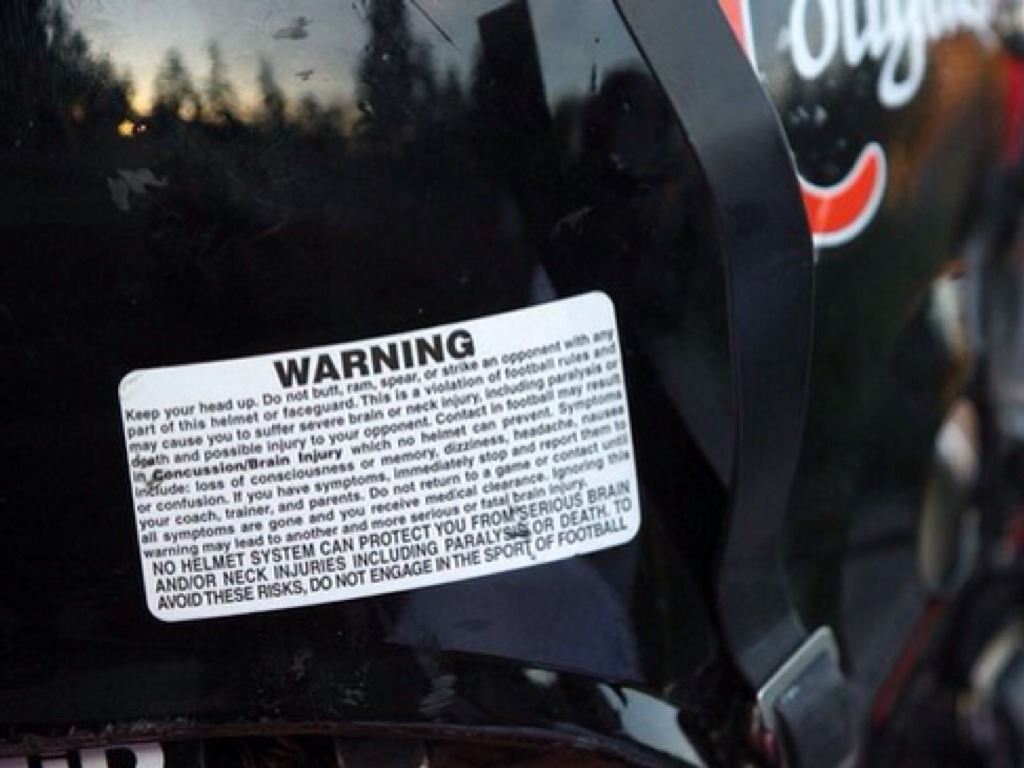 WARNING
Keep your head up. Do not butt, ram, spear, or strike an opponent with any
part of this helmet or faceguard. This is a violation of football rules and
may cause you to suffer severe brain or neck injury, including paralysis or
death and possible injury to your opponent. Contact in football may result
in Concussion/Brain Injury which no helmet can prevent. Symptoms
include: loss of consciousness or memory, dizziness, headache, nausea
or confusion. If you have symptoms, immediately stop and report them to
your coach, trainer, and parents. Do not return to a game or contact until
all symptoms are gone and you receive medical clearance. Ignoring this
warning may lead to another and more serious or fatal brain injury.
NO HELMET SYSTEM CAN PROTECT YOU FROM SERIOUS BRAIN
AND/OR NECK INJURIES INCLUDING PARALYSIS OR DEATH. TO
AVOID THESE RISKS, DO NOT ENGAGE IN THE SPORT OF FOOTBALL